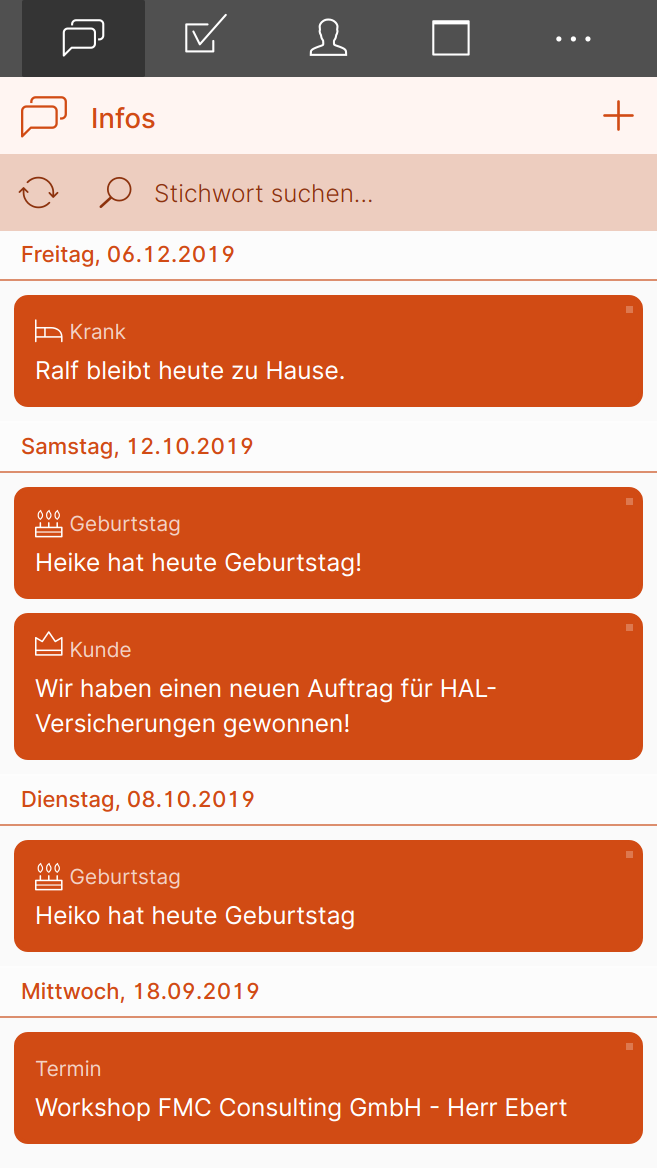 Infos
Stichwort suchen...
Freitag, 06.12.2019
Krank
Ralf bleibt heute zu Hause.
Samstag, 12.10.2019
Geburtstag
Heike hat heute Geburtstag!
Kunde
Wir haben einen neuen Auftrag für HAL-
Versicherungen gewonnen!
Dienstag, 08.10.2019
Geburtstag
Heiko hat heute Geburtstag
Mittwoch, 18.09.2019
Termin
Workshop FMC Consulting GmbH - Herr Ebert